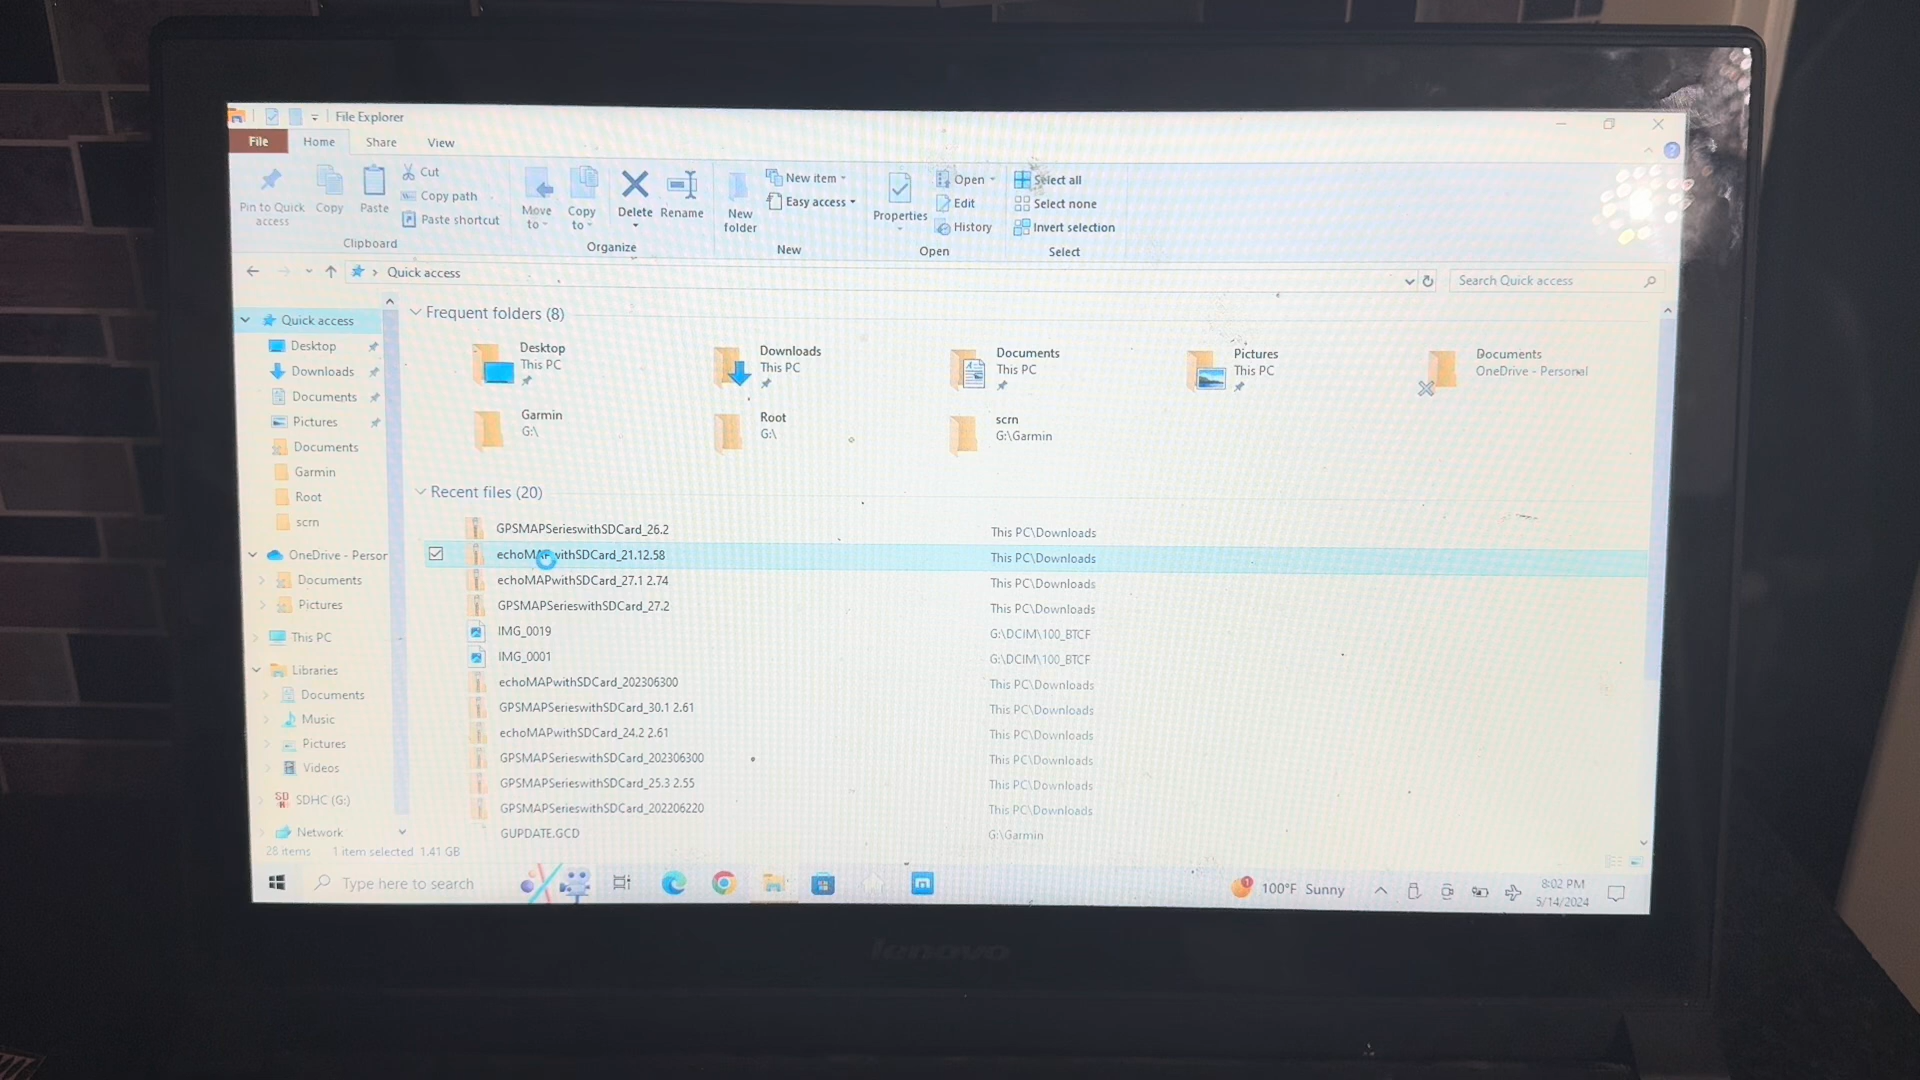 File Explorer
File Home Share View
Pin to Quick access
Copy
Paste
Cut
Copy path
Paste shortcut
Clipboard
Move to
Copy to
Delete
Rename
Organize
New folder
New item
Easy access
New
Properties
Open
Edit
History
Open
Select all
Select none
Invert selection
Select
Quick access
Search Quick access
Quick access
Desktop
Downloads
Documents
Pictures
Documents
Garmin
Root
scrn
OneDrive - Persor
Documents
Pictures
This PC
Libraries
Documents
Music
Pictures
Videos
SDHC (G:)
Network
Frequent folders (8)
Desktop
This PC
Downloads
This PC
Documents
This PC
Pictures
This PC
Documents
OneDrive - Personal
Garmin
G:\
Root
G:\
scrn
G:\Garmin
Recent files (20)
GPSMAPSerieswithSDCard_26.2 This PC\Downloads
echoMAPwithSDCard_21.12.58 This PC\Downloads
echoMAPwithSDCard_27.1 2.74 This PC\Downloads
GPSMAPSerieswithSDCard_27.2 This PC\Downloads
IMG_0019 G:\DCIM\100_BTCF
IMG_0001 G:\DCIM\100_BTCF
echoMAPwithSDCard_202306300 This PC\Downloads
GPSMAPSerieswithSDCard_30.1 2.61 This PC\Downloads
echoMAPwithSDCard_24.2 2.61 This PC\Downloads
GPSMAPSerieswithSDCard_202306300 This PC\Downloads
GPSMAPSerieswithSDCard_25.3 2.55 This PC\Downloads
GPSMAPSerieswithSDCard_202206220 This PC\Downloads
GUPDATE.GCD G:\Garmin
28 items 1 item selected 1.41 GB
Type here to search
100°F Sunny
8:02 PM
5/14/2024
lenovo